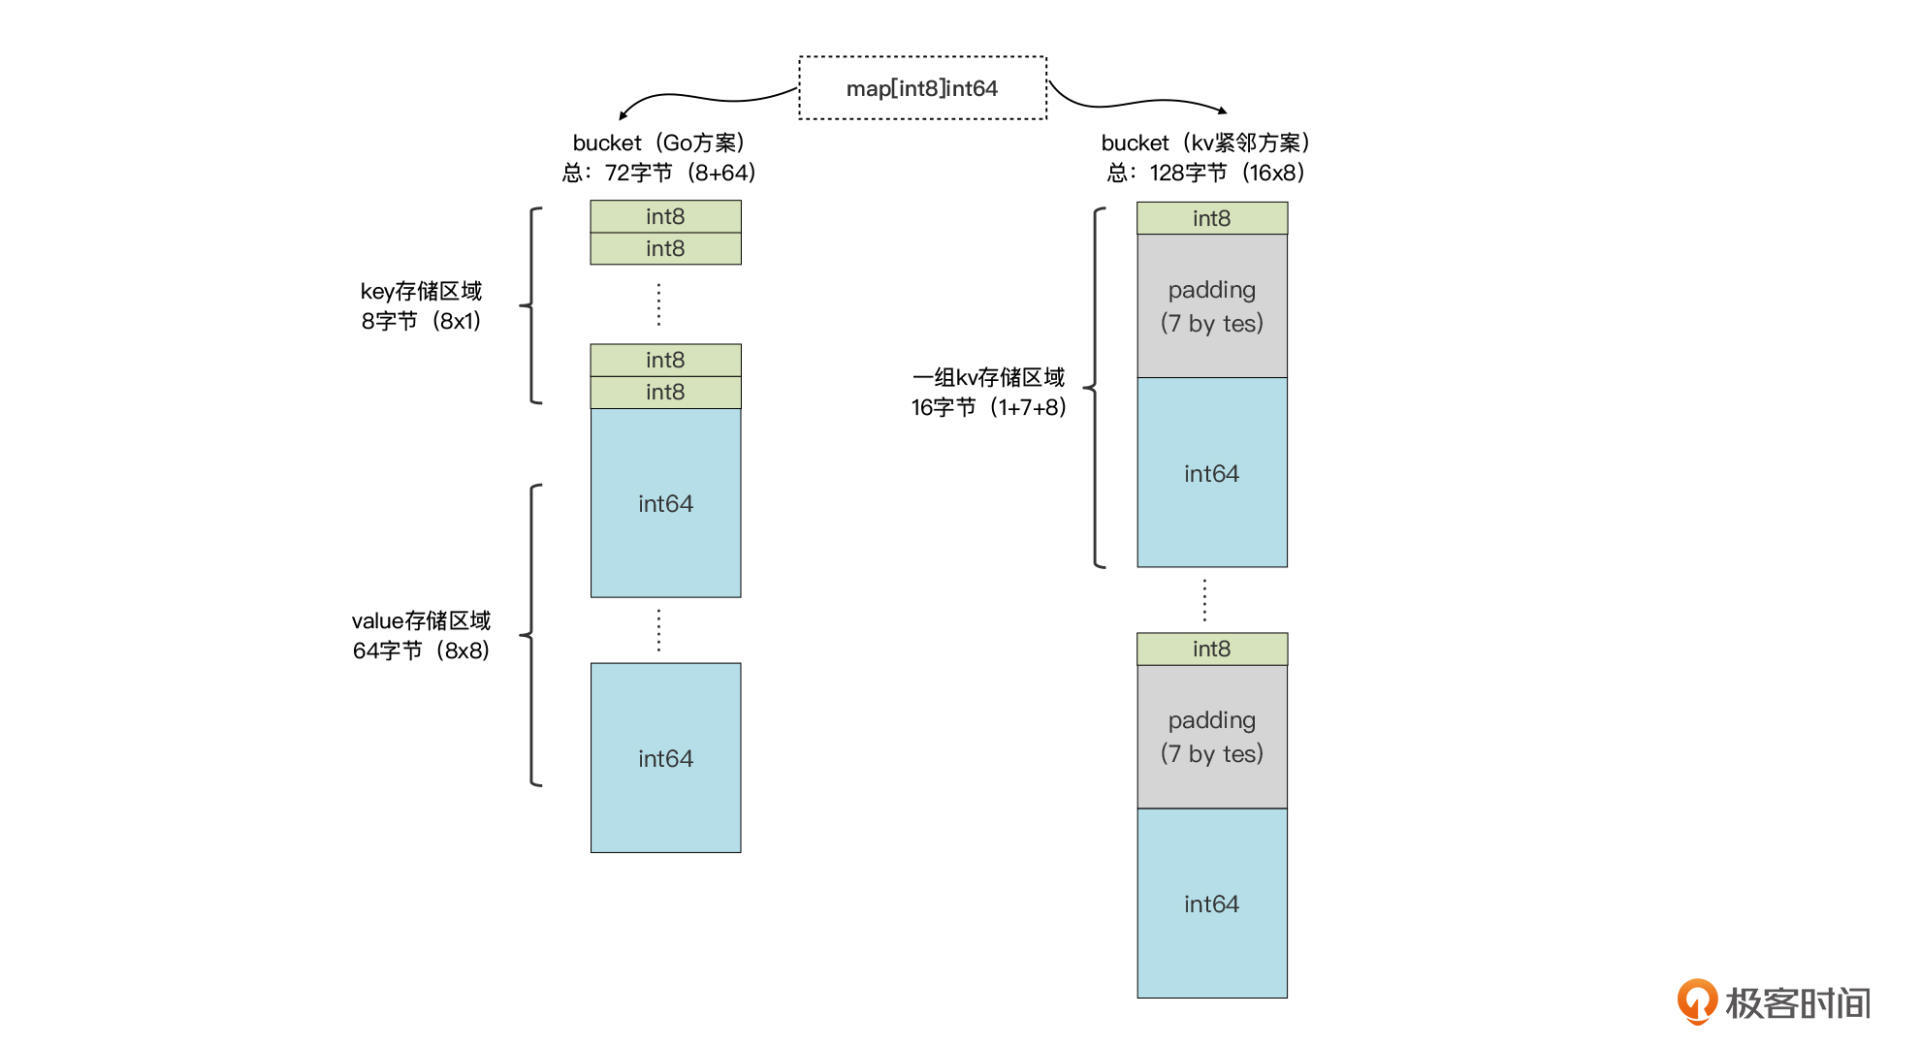 map[int8]int64
bucket（Go方案）
总：72字节（8+64）
int8
int8
key存储区域
8字节（8x1）
int8
int8
int64
value存储区域
64字节（8x8）
int64
bucket（kv紧邻方案）
总：128字节（16x8）
int8
padding
(7 by tes)
一组kv存储区域
16字节（1+7+8）
int64
int8
padding
(7 by tes)
int64
极客时间